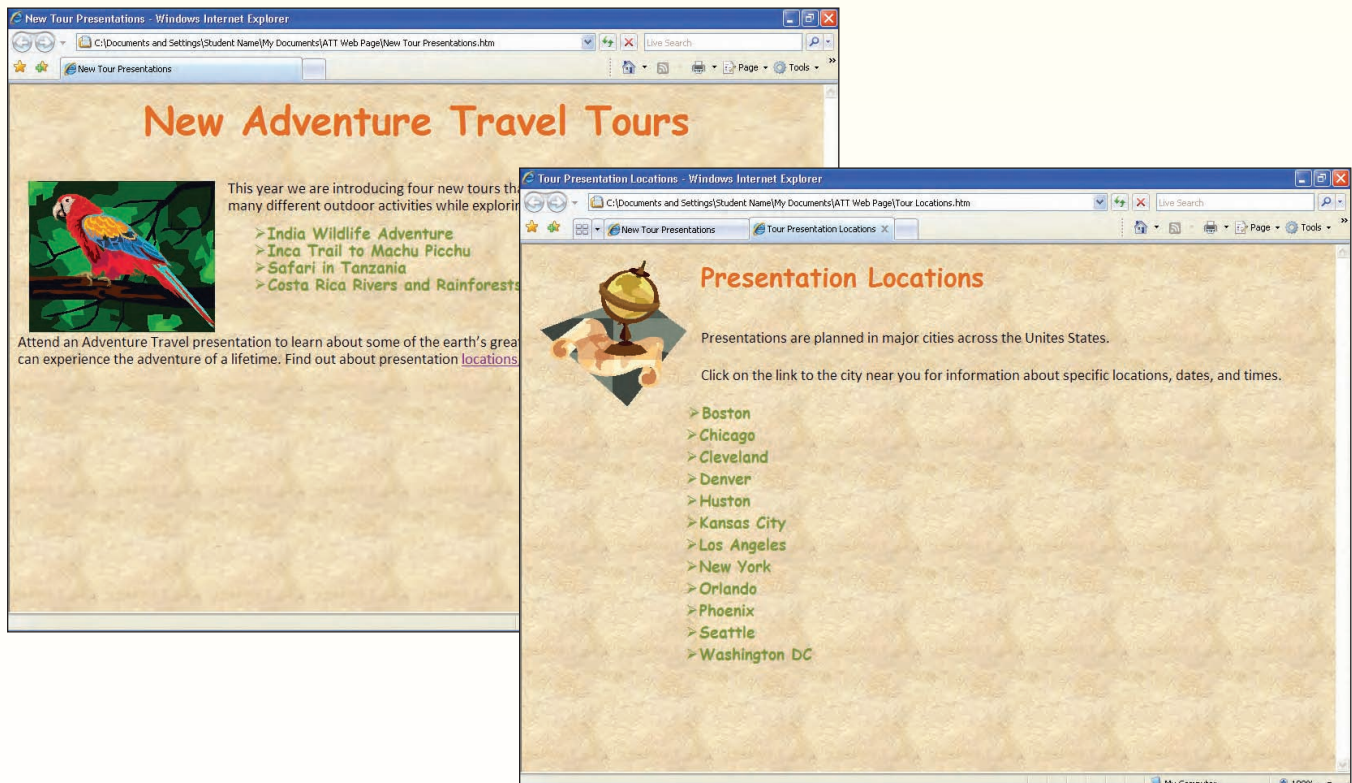 New Tour Presentations - Windows Internet Explorer
C:\Documents and Settings\Student Name\My Documents\ATT Web Page\New Tour Presentations.htm
Live Search
New Tour Presentations
Page
Tools
»
New Adventure Travel Tours
This year we are introducing four new tours
many different outdoor activities while
➢India Wildlife Adventure
➢Inca Trail to Machu Picchu
➢Safari in Tanzania
➢Costa Rica Rivers and Rainforests
Attend an Adventure Travel presentation to learn about some of the earth's
can experience the adventure of a lifetime. Find out about presentation locations
Tour Presentation Locations - Windows Internet Explorer
C:\Documents and Settings\Student Name\My Documents\ATT Web Page\Tour Locations.htm
Live Search
New Tour Presentations
Tour Presentation Locations X
Page
Tools
»
Presentation Locations
Presentations are planned in major cities across the Unites States.
Click on the link to the city near you for information about specific locations, dates, and times.
➢Boston
➢Chicago
➢Cleveland
➢Denver
➢Huston
➢Kansas City
➢Los Angeles
➢New York
➢Orlando
➢Phoenix
➢Seattle
➢Washington DC
My Computer
100%